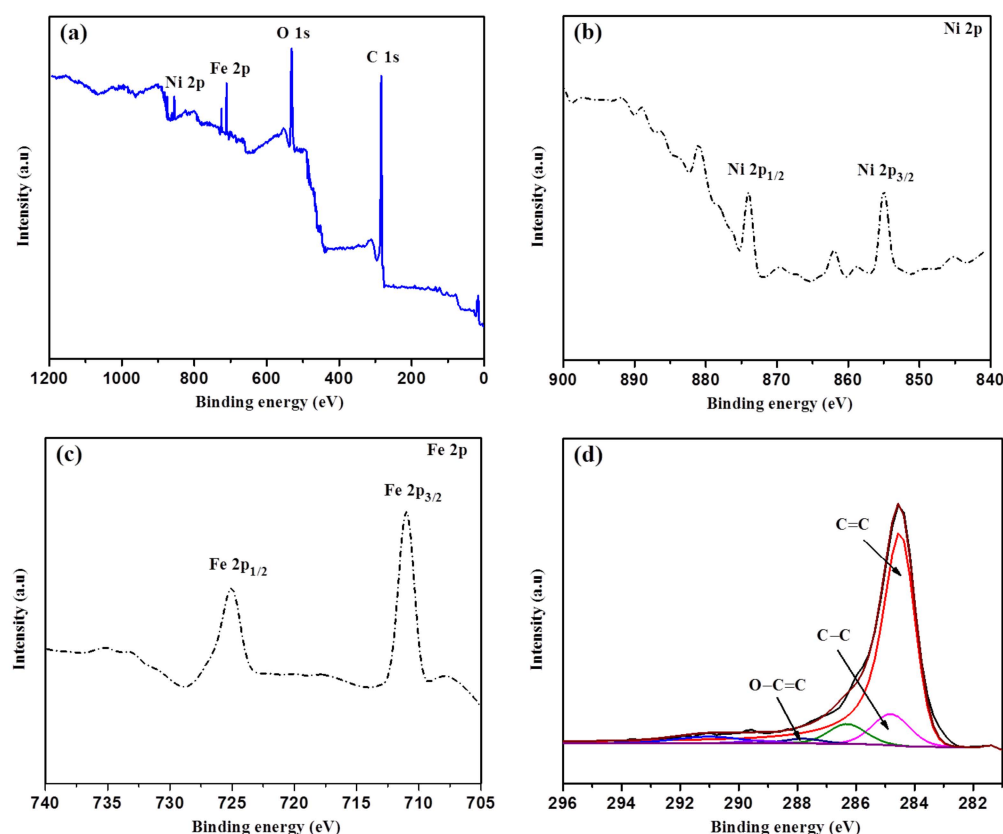 (a)
O 1s
C 1s
Fe 2p
Ni 2p
Intensity (a.u)
1200 1000 800 600 400 200 0
Binding energy (eV)
(b)
Ni 2p
Ni 2p1/2
Ni 2p3/2
Intensity (a.u)
900 890 880 870 860 850 840
Binding energy (eV)
(c)
Fe 2p
Fe 2p3/2
Fe 2p1/2
Intensity (a.u)
740 735 730 725 720 715 710 705
Binding energy (eV)
(d)
C=C
C–C
O–C=C
Intensity (a.u)
296 294 292 290 288 286 284 282
Binding energy (eV)